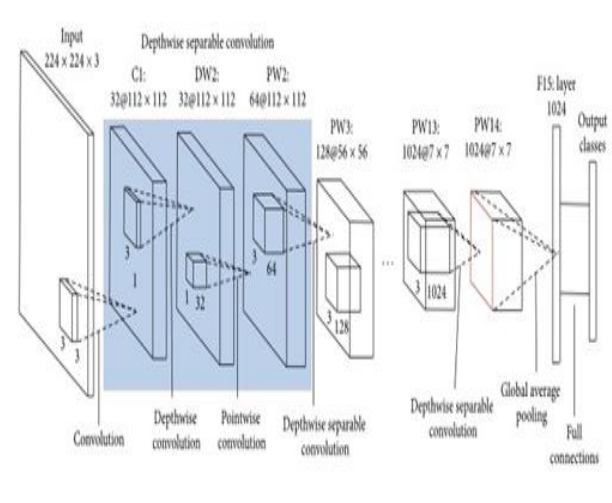 Input
224 × 224 × 3
Depthwise separable convolution
C1:
32@112 × 112
DW2:
32@112 × 112
PW2:
64@112 × 112
PW3:
128@56 × 56
PW13:
1024@7 × 7
PW14:
1024@7 × 7
F15: layer
1024
Output
classes
3
3
3
1
1
32
3
64
3
128
...
3
1024
Convolution
Depthwise
convolution
Pointwise
convolution
Depthwise separable
convolution
Depthwise separable
convolution
Global average
pooling
Full
connections